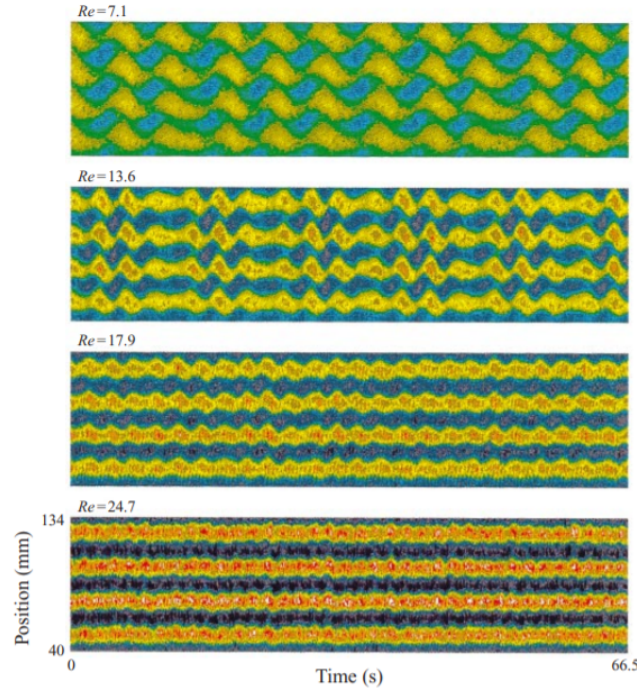 Re=7.1
Re=13.6
Re=17.9
Re=24.7
134
Position (mm)
40
0
Time (s)
66.5